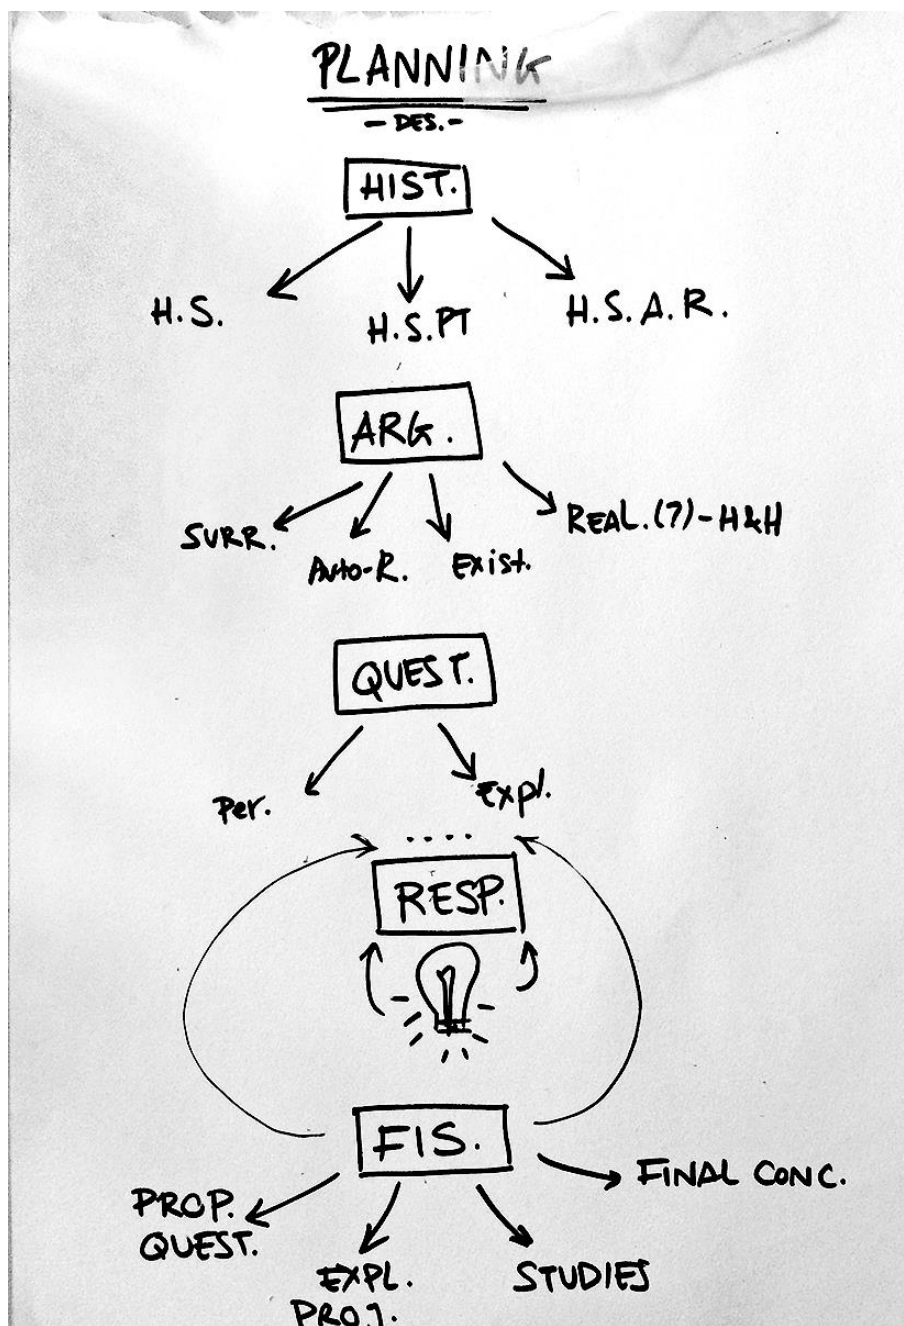 PLANNING
- DES. -
HIST.
H.S.
H.S.PT
H.S.A.R.
ARG.
SURR.
Auto-R.
Exist.
REAL.(?)-H&H
QUEST.
Per.
Expl.
....
RESP.
FIS.
PROP.
QUEST.
EXPL.
PROJ.
STUDIES
FINAL CONC.